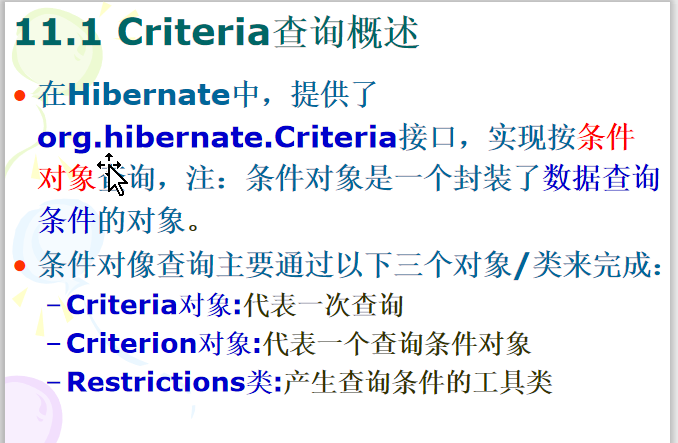 11.1 Criteria查询概述
• 在Hibernate中，提供了
org.hibernate.Criteria接口，实现按条件
对象查询，注：条件对象是一个封装了数据查询
条件的对象。
• 条件对像查询主要通过以下三个对象/类来完成：
–Criteria对象:代表一次查询
–Criterion对象:代表一个查询条件对象
–Restrictions类:产生查询条件的工具类